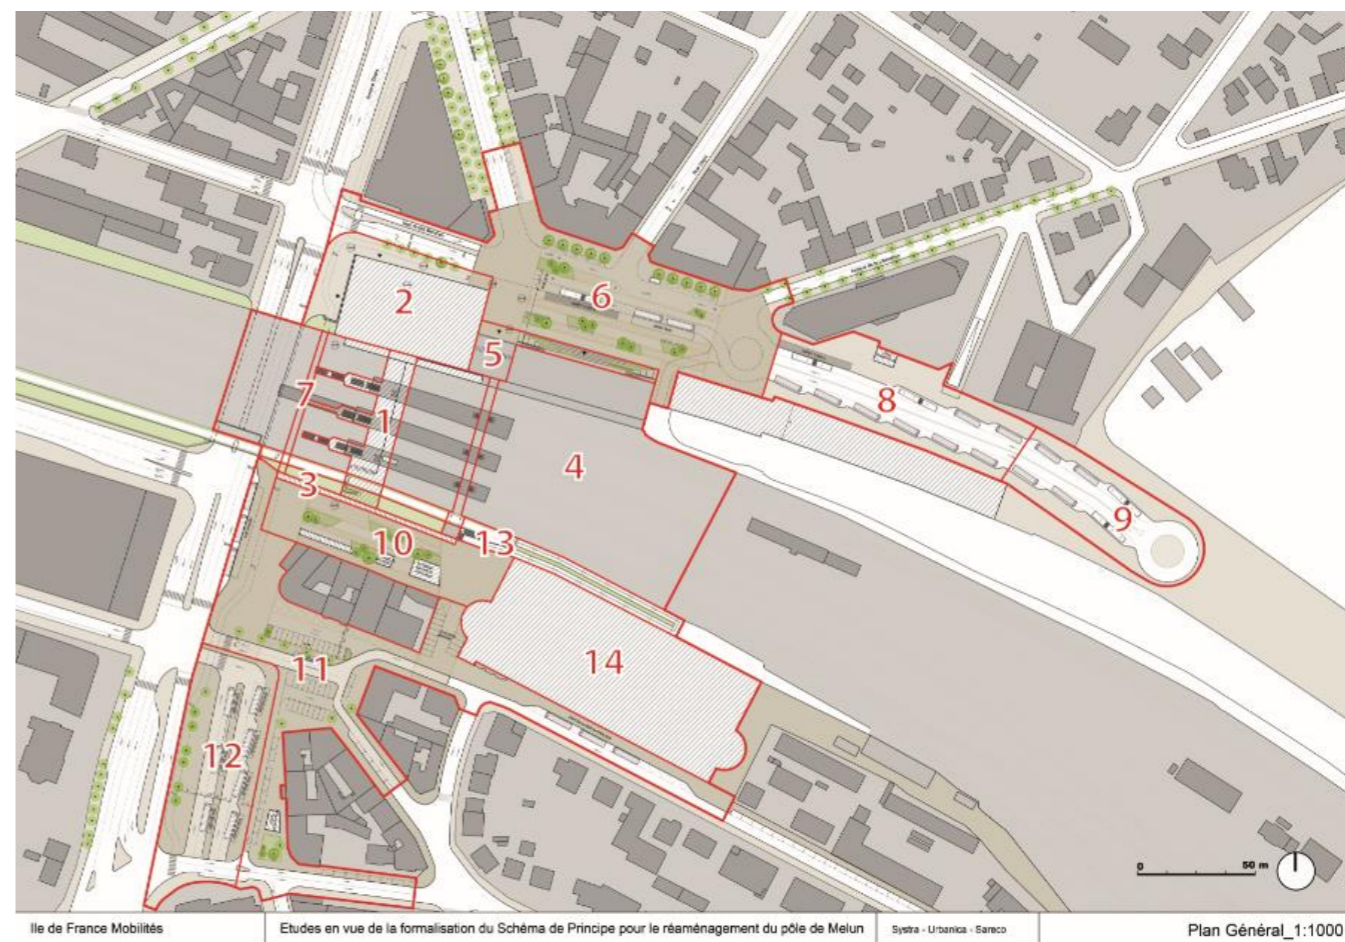 2
6
5
8
7
1
4
3
9
10
13
14
11
12
0 50 m
Ile de France Mobilités
Etudes en vue de la formalisation du Schéma de Principe pour le réaménagement du pôle de Melun
Systra - Urbanica - Sareco
Plan Général_1:1000